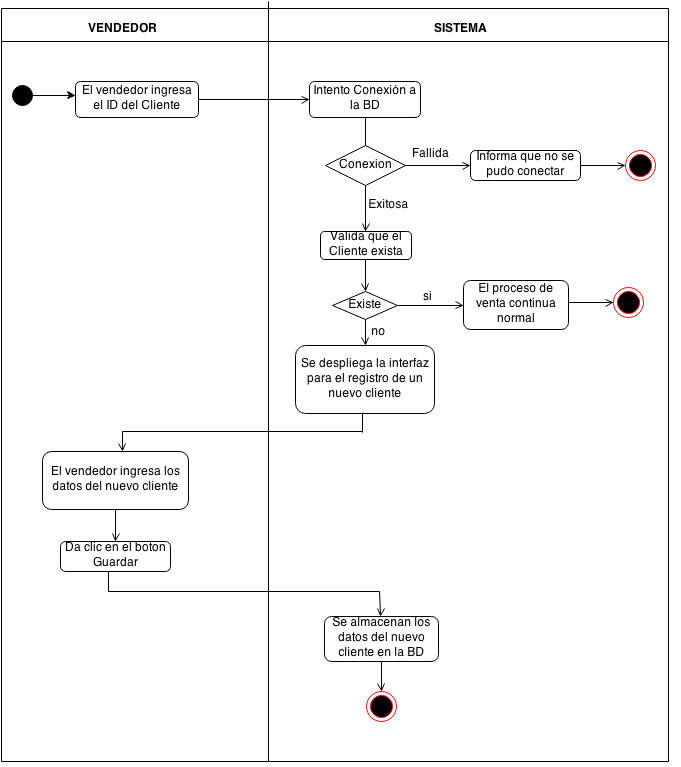 VENDEDOR
SISTEMA
El vendedor ingresa
el ID del Cliente
Intento Conexión a
la BD
Conexion
Fallida
Informa que no se
pudo conectar
Exitosa
Valida que el
Cliente exista
Existe
si
El proceso de
venta continua
normal
no
Se despliega la interfaz
para el registro de un
nuevo cliente
El vendedor ingresa los
datos del nuevo cliente
Da clic en el boton
Guardar
Se almacenan los
datos del nuevo
cliente en la BD